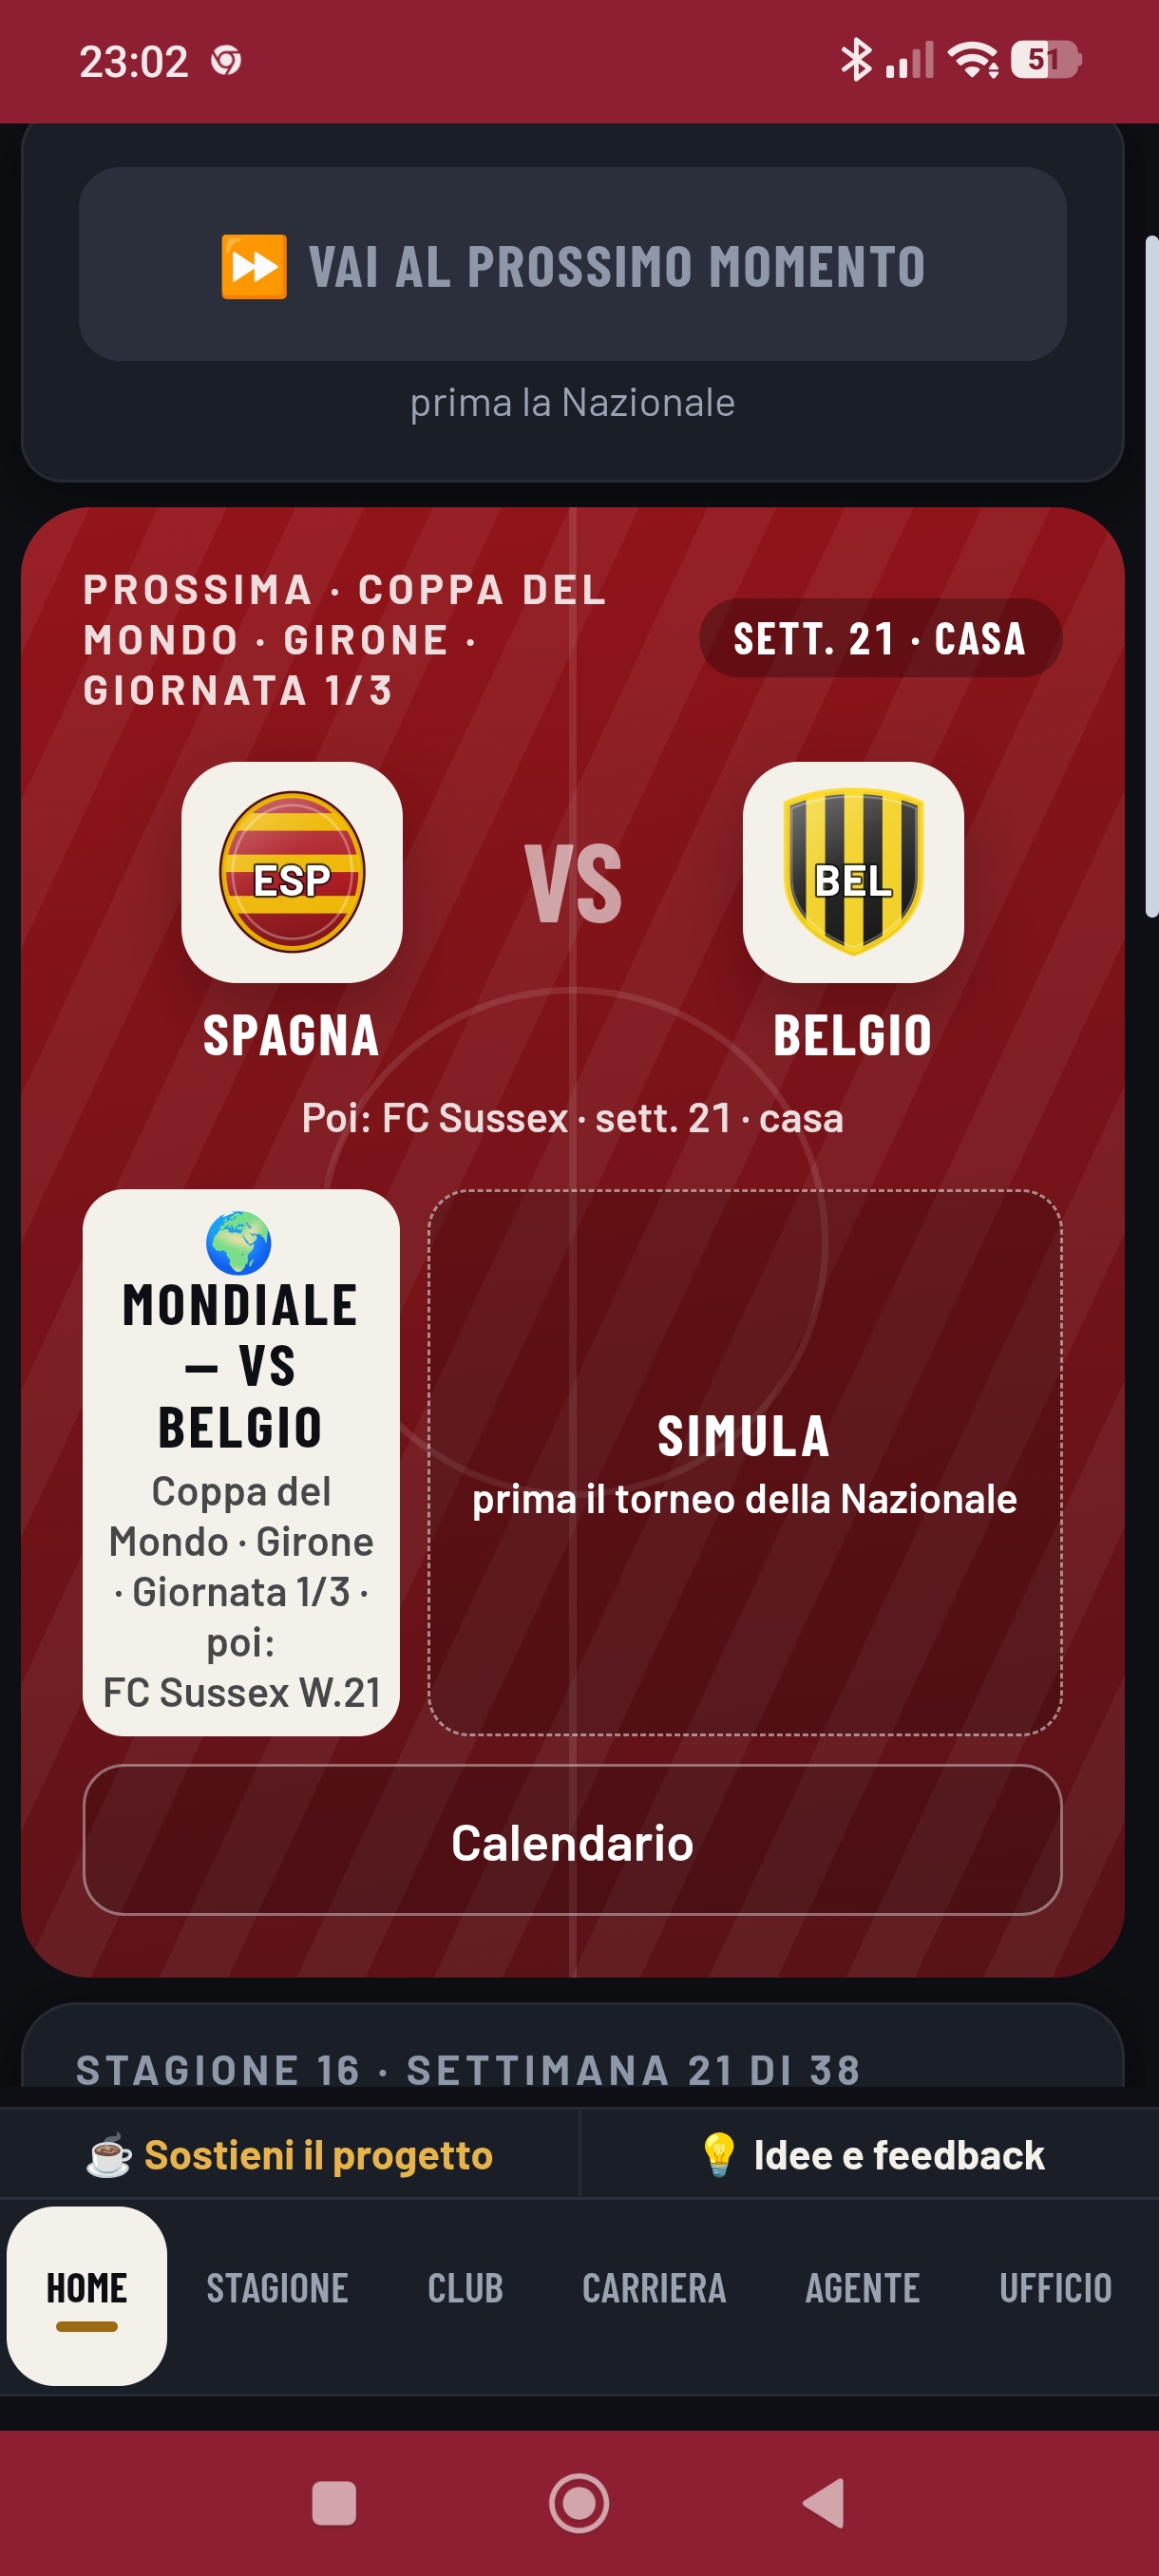 23:02
51
VAI AL PROSSIMO MOMENTO
prima la Nazionale
PROSSIMA · COPPA DEL
MONDO · GIRONE ·
GIORNATA 1/3
SETT. 21 · CASA
ESP
VS
BEL
SPAGNA
BELGIO
Poi: FC Sussex · sett. 21 · casa
MONDIALE
— VS
BELGIO
Coppa del
Mondo · Girone
· Giornata 1/3 ·
poi:
FC Sussex W.21
SIMULA
prima il torneo della Nazionale
Calendario
STAGIONE 16 · SETTIMANA 21 DI 38
Sostieni il progetto
Idee e feedback
HOME
STAGIONE
CLUB
CARRIERA
AGENTE
UFFICIO